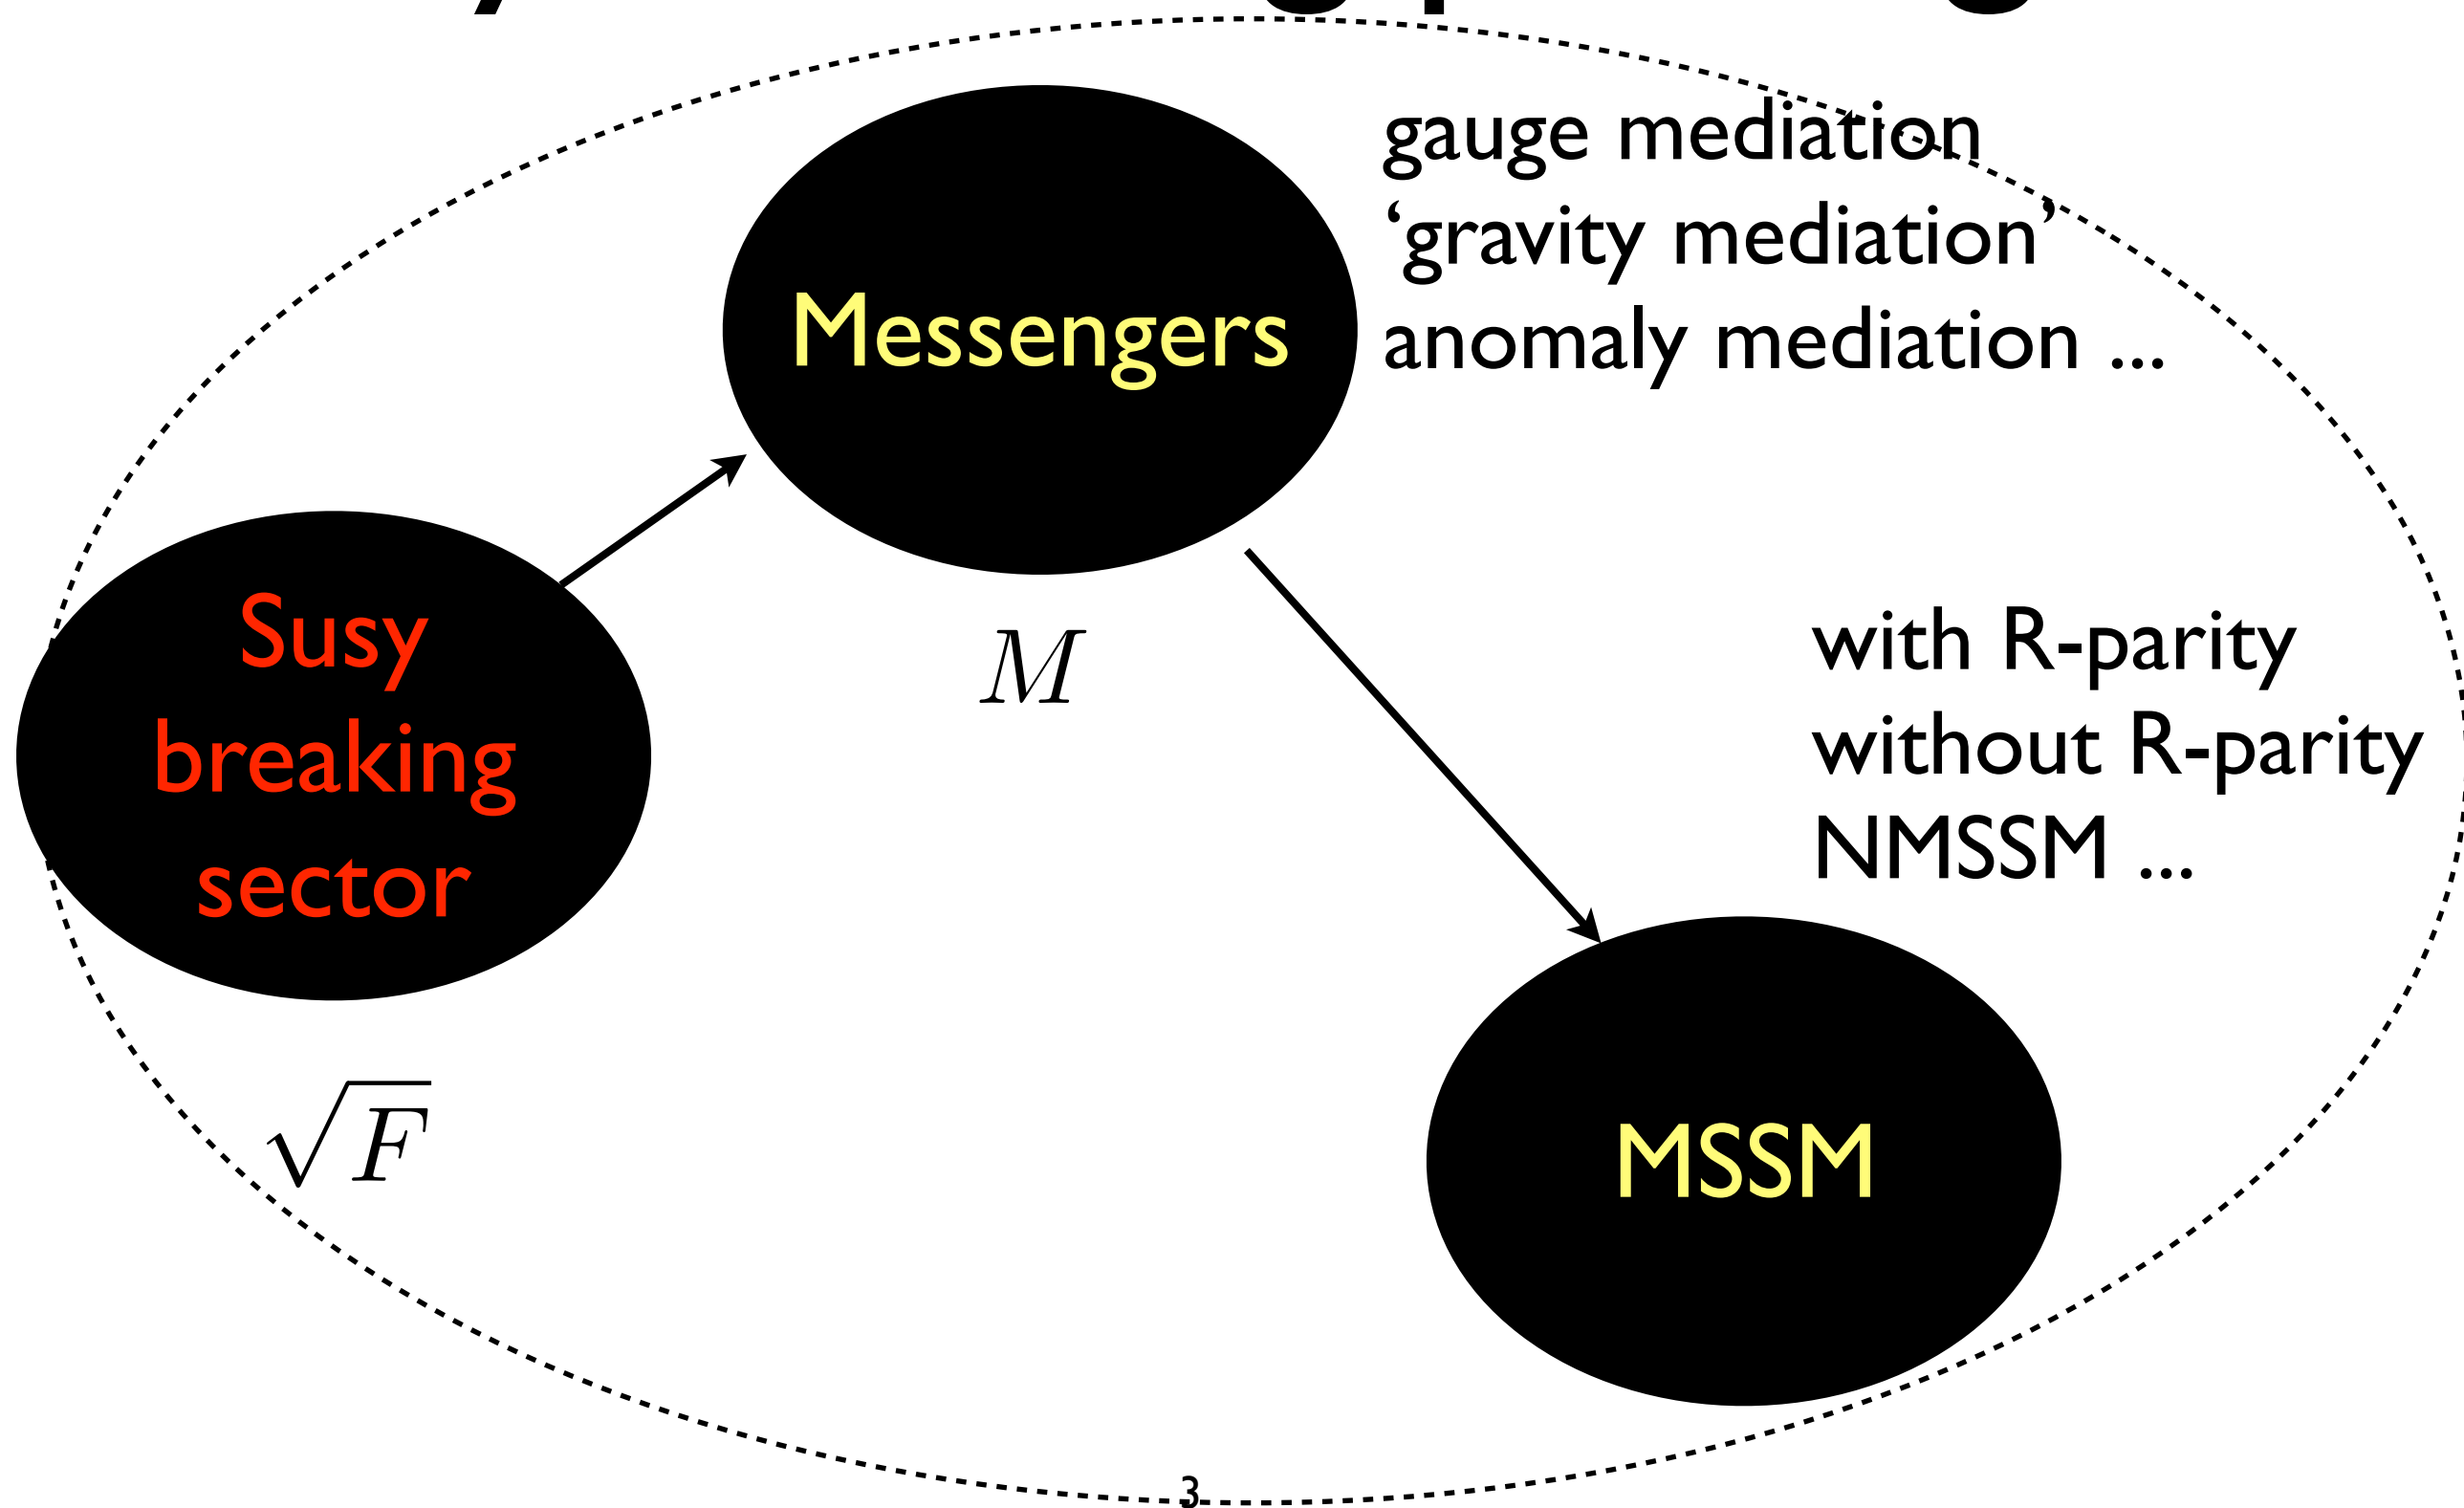 gauge mediation
‘gravity mediation’
anomaly mediation ...
Messengers
Susy
breaking
sector
M
with R-parity
without R-parity
NMSSM ...
√F
MSSM
3